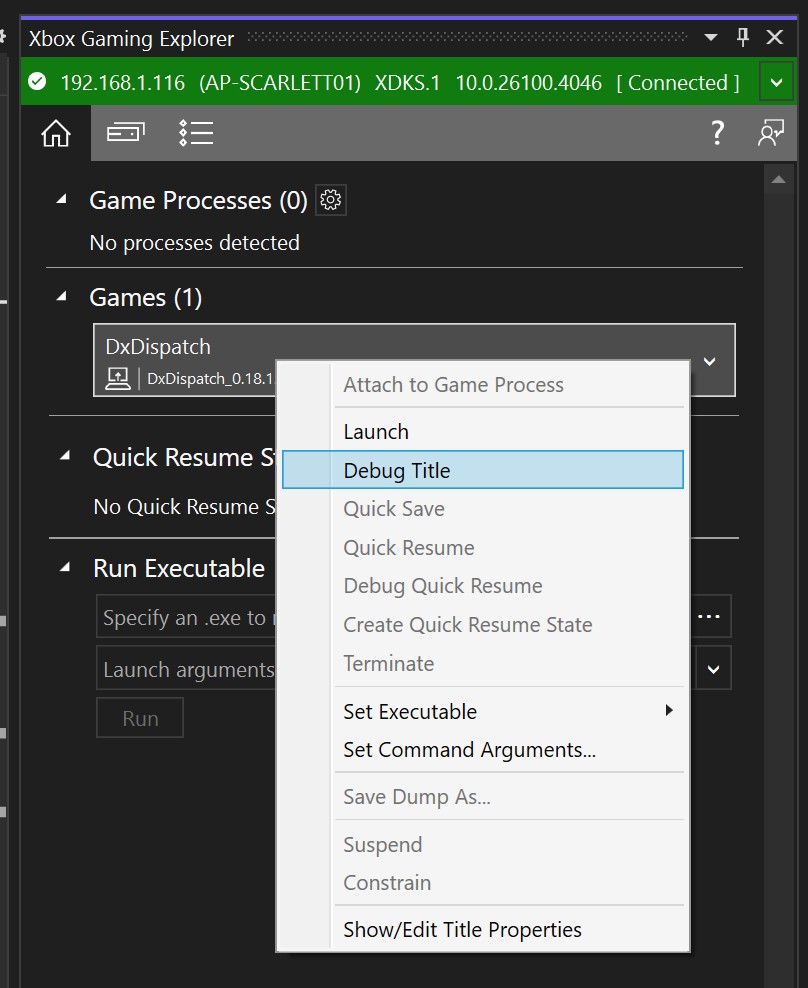 Xbox Gaming Explorer
192.168.1.116 (AP-SCARLETT01) XDKS.1 10.0.26100.4046 [ Connected ]
?
Game Processes (0)
No processes detected
Games (1)
DxDispatch
DxDispatch_0.18.1
Attach to Game Process
Launch
Debug Title
Quick Save
Quick Resume
Debug Quick Resume
Create Quick Resume State
Terminate
Set Executable
Set Command Arguments...
Save Dump As...
Suspend
Constrain
Show/Edit Title Properties
Quick Resume S
No Quick Resume S
Run Executable
Specify an .exe to
...
Launch arguments
Run